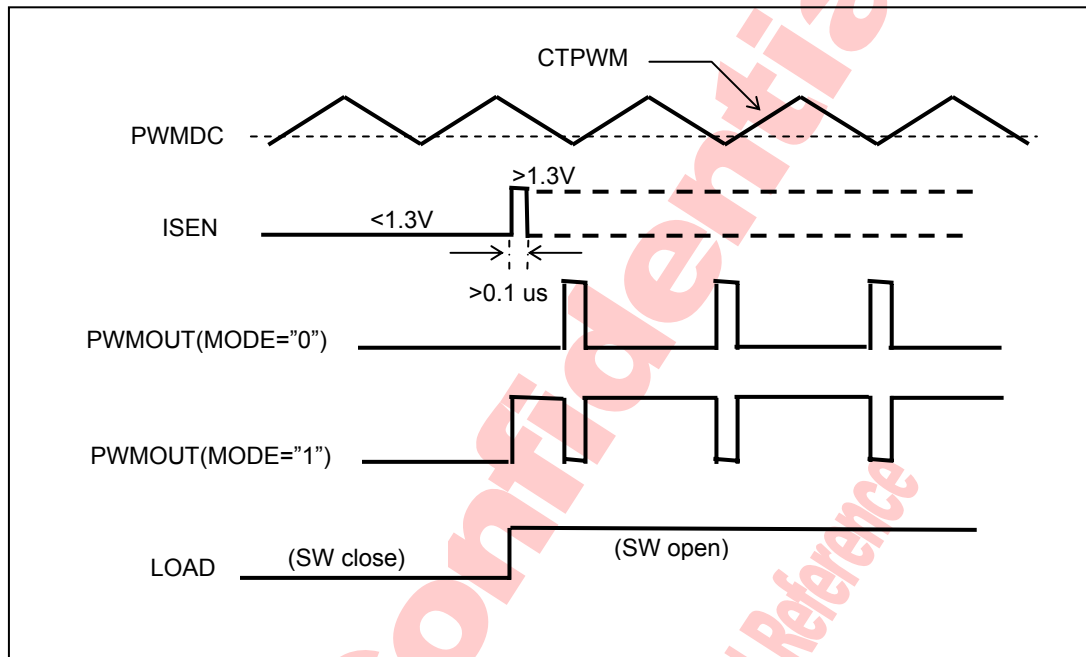 CTPWM
PWMDC
>1.3V
<1.3V
ISEN
>0.1 us
PWMOUT(MODE=”0”)
PWMOUT(MODE=”1”)
(SW close)
(SW open)
LOAD
Confidentia
Reference